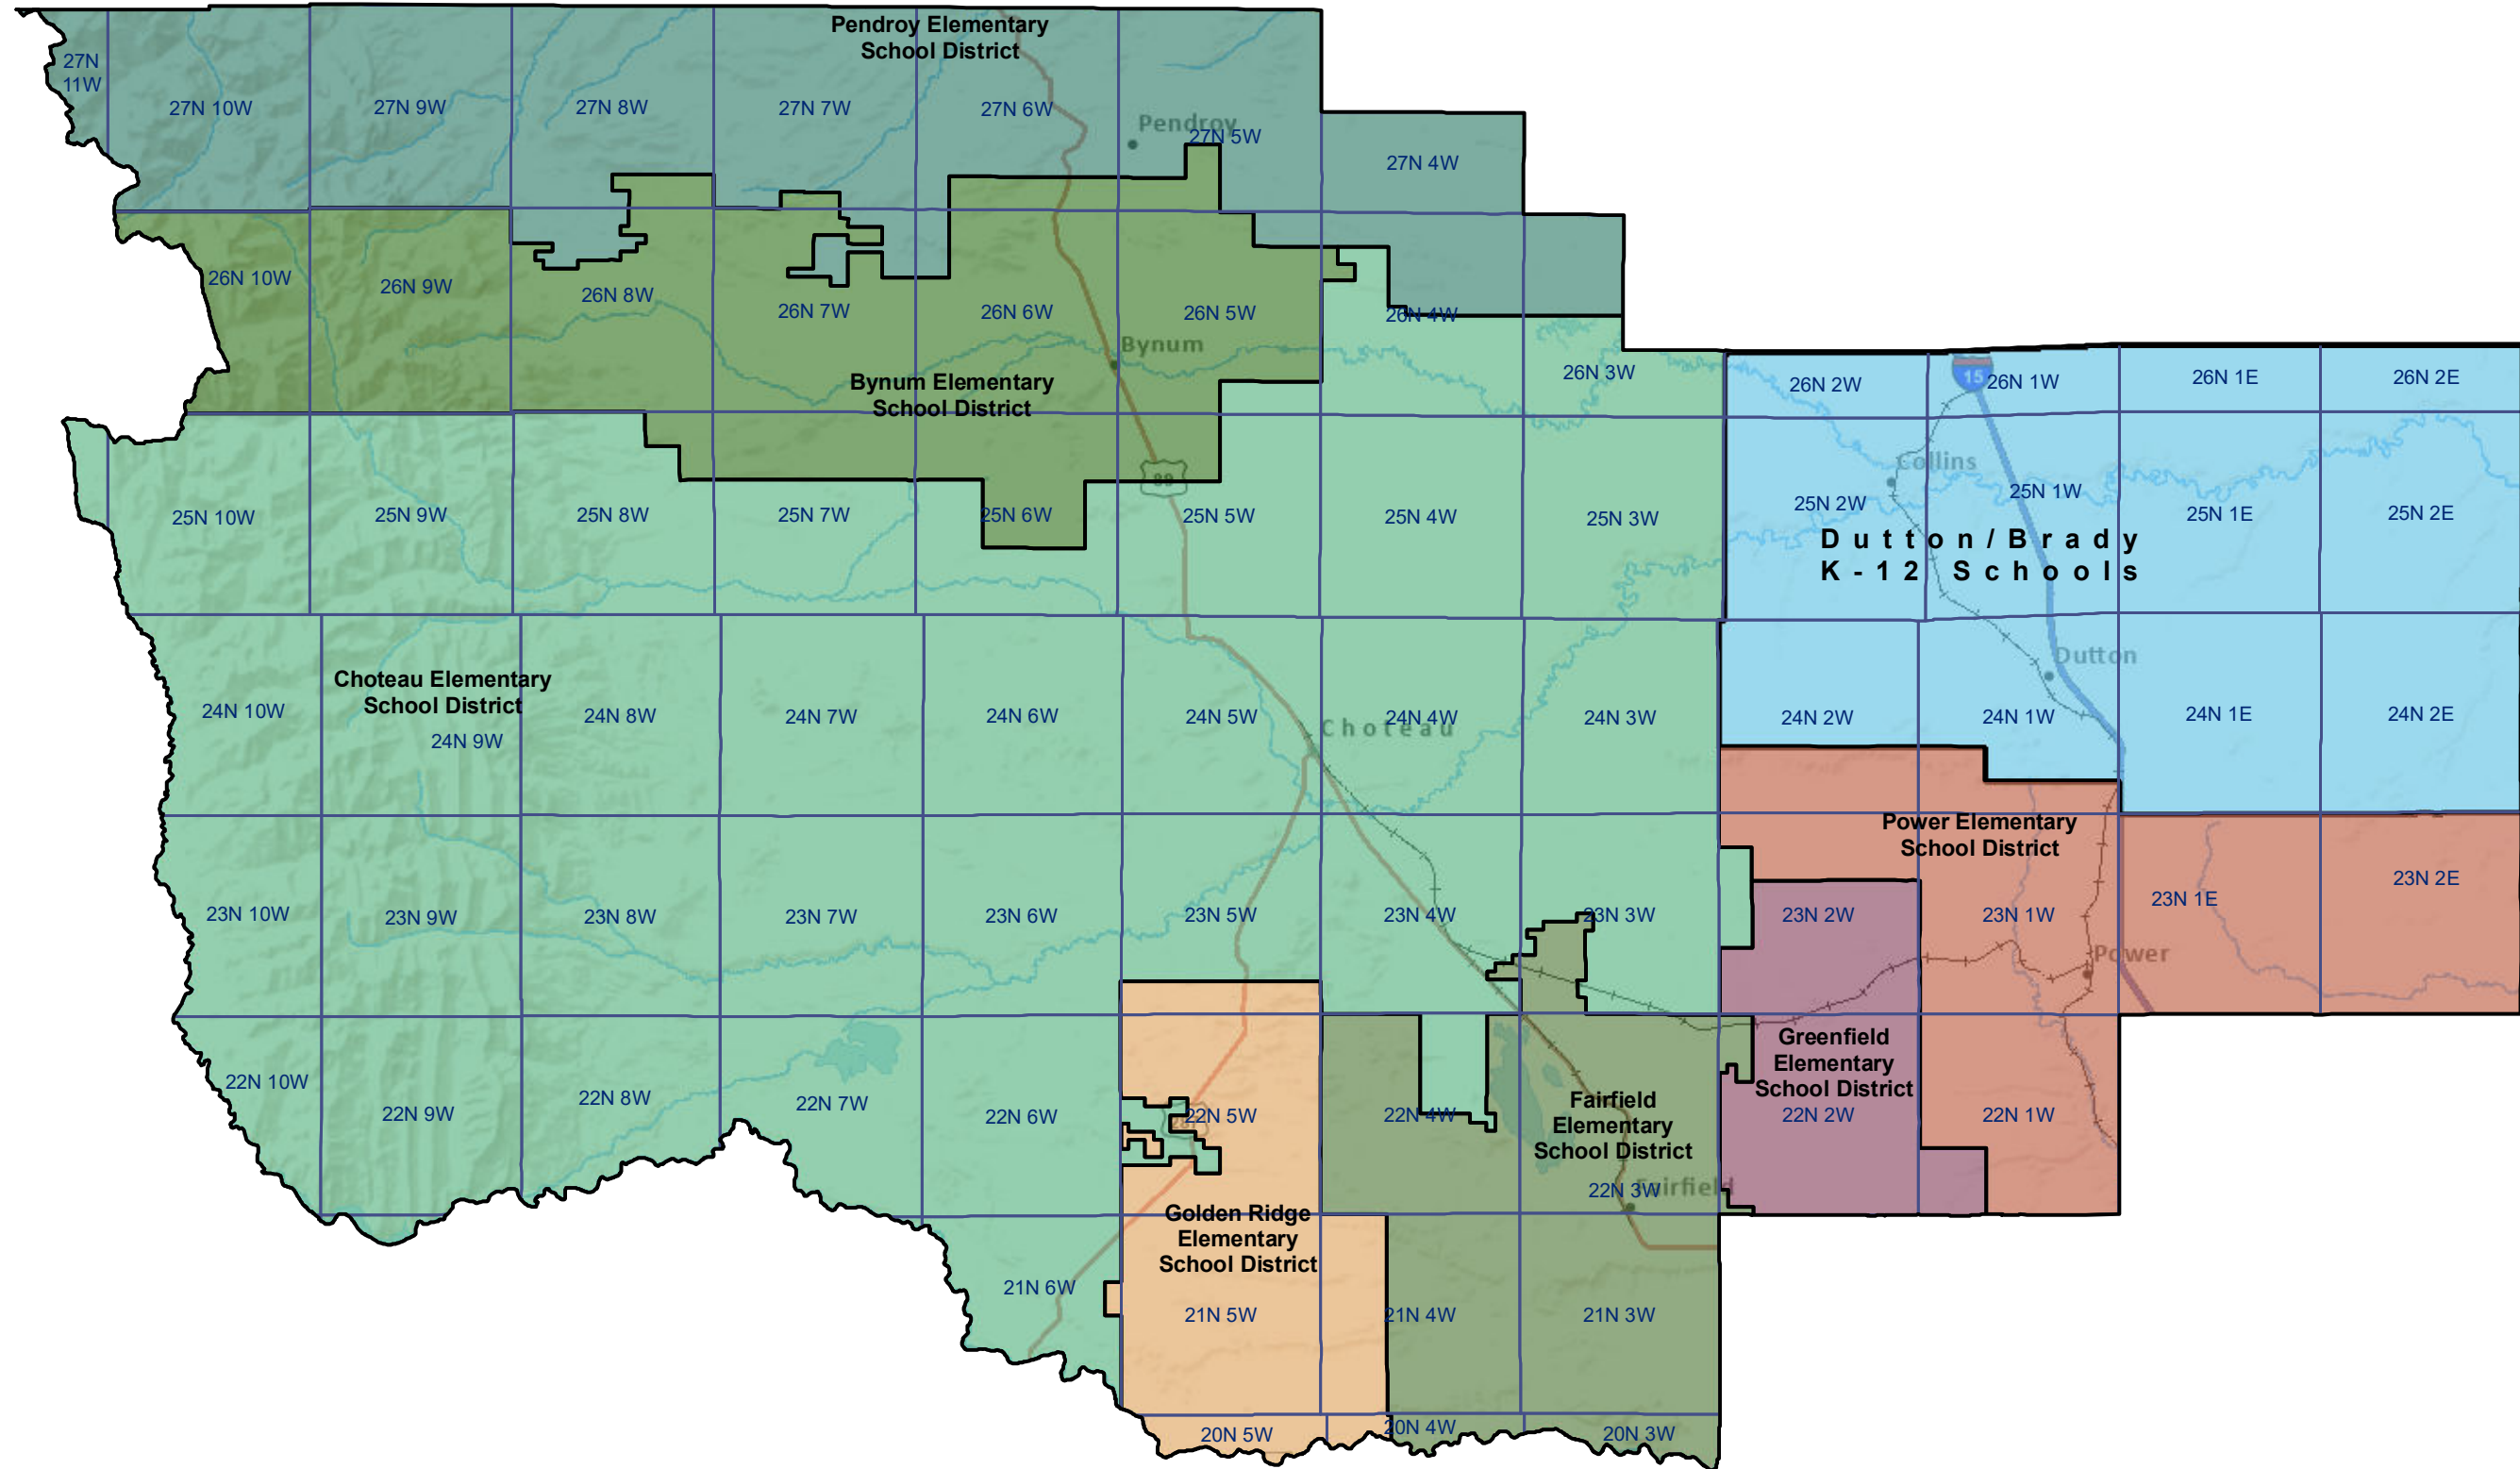 Pendroy Elementary
School District
27N
11W
27N 10W
27N 9W
27N 8W
27N 7W
27N 6W
Pendroy
27N 5W
27N 4W
26N 10W
26N 9W
26N 8W
26N 7W
26N 6W
26N 5W
26N 4W
Bynum
26N 3W
Bynum Elementary
School District
26N 2W
15
26N 1W
26N 1E
26N 2E
Collins
89
25N 10W
25N 9W
25N 8W
25N 7W
25N 6W
25N 5W
25N 4W
25N 3W
25N 2W
25N 1W
25N 1E
25N 2E
Dutton/Brady
K-12 Schools
Dutton
Choteau Elementary
School District
24N 10W
24N 9W
24N 8W
24N 7W
24N 6W
24N 5W
24N 4W
Choteau
24N 3W
24N 2W
24N 1W
24N 1E
24N 2E
Power Elementary
School District
23N 10W
23N 9W
23N 8W
23N 7W
23N 6W
23N 5W
23N 4W
23N 3W
23N 2W
23N 1W
23N 1E
23N 2E
Power
Greenfield
Elementary
School District
22N 10W
22N 9W
22N 8W
22N 7W
22N 6W
22N 5W
287
22N 4W
Fairfield
Elementary
School District
22N 3W
Fairfield
22N 2W
22N 1W
Golden Ridge
Elementary
School District
21N 6W
21N 5W
21N 4W
21N 3W
20N 5W
20N 4W
20N 3W